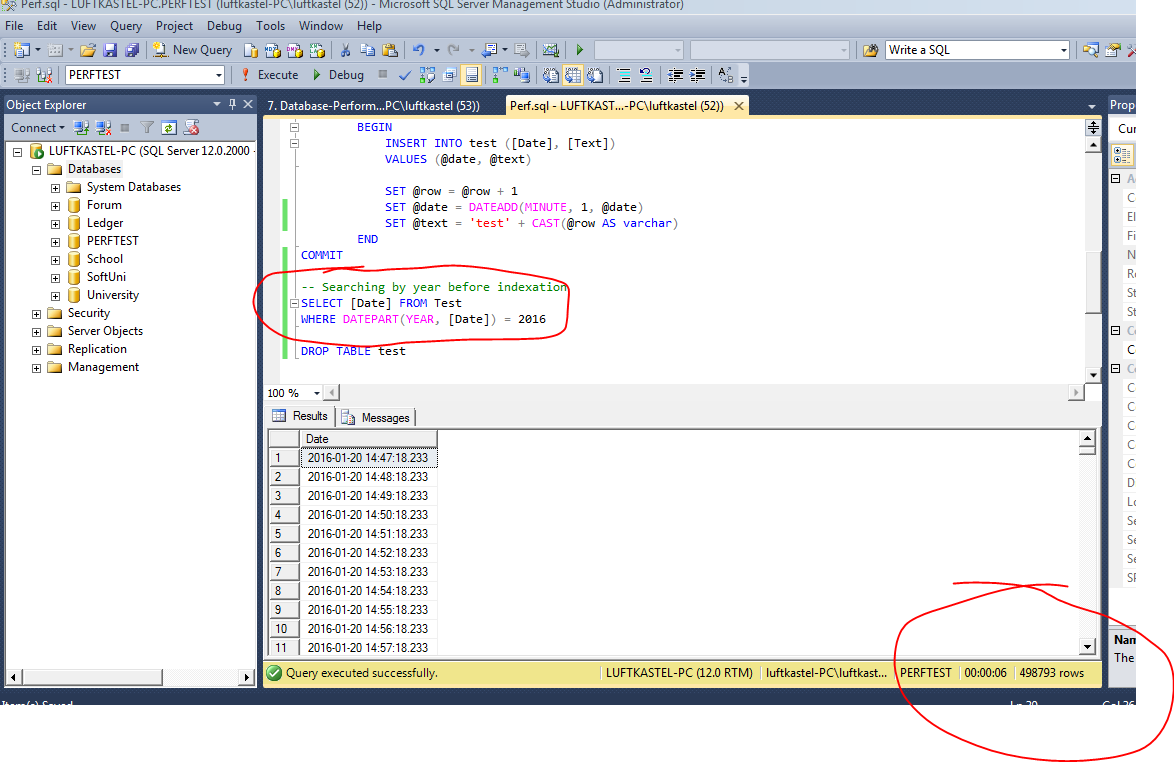 Perf.sql - LUFTKASTEL-PC.PERFTEST (luftkastel-PC\luftkastel (52)) - Microsoft SQL Server Management Studio (Administrator)
File Edit View Query Project Debug Tools Window Help
New Query Write a SQL
PERFTEST Execute Debug
Object Explorer
Connect
LUFTKASTEL-PC (SQL Server 12.0.2000 -
Databases
System Databases
Forum
Ledger
PERFTEST
School
SoftUni
University
Security
Server Objects
Replication
Management
7. Database-Perform...PC\luftkastel (53))
Perf.sql - LUFTKAST...-PC\luftkastel (52))
BEGIN
INSERT INTO test ([Date], [Text])
VALUES (@date, @text)
SET @row = @row + 1
SET @date = DATEADD(MINUTE, 1, @date)
SET @text = 'test' + CAST(@row AS varchar)
END
COMMIT
-- Searching by year before indexation
SELECT [Date] FROM Test
WHERE DATEPART(YEAR, [Date]) = 2016
DROP TABLE test
100 %
Results Messages
Date
1 2016-01-20 14:47:18.233
2 2016-01-20 14:48:18.233
3 2016-01-20 14:49:18.233
4 2016-01-20 14:50:18.233
5 2016-01-20 14:51:18.233
6 2016-01-20 14:52:18.233
7 2016-01-20 14:53:18.233
8 2016-01-20 14:54:18.233
9 2016-01-20 14:55:18.233
10 2016-01-20 14:56:18.233
11 2016-01-20 14:57:18.233
Query executed successfully. LUFTKASTEL-PC (12.0 RTM) luftkastel-PC\luftkast... PERFTEST 00:00:06 498793 rows
Prop
Cur
Nam
The